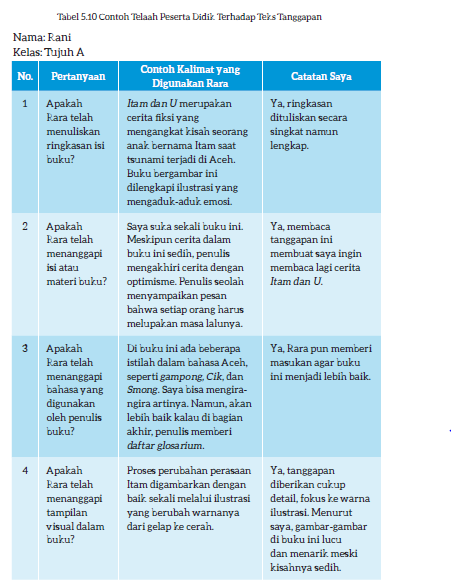 Tabel 5.10 Contoh Telaah Peserta Didik Terhadap Teks Tanggapan
Nama: Rani
Kelas: Tujuh A
No.
Pertanyaan
Contoh Kalimat yang
Digunakan Rara
Catatan Saya
1
Apakah
Rara telah
menuliskan
ringkasan isi
buku?
Itam dan U merupakan
cerita fiksi yang
mengangkat kisah seorang
anak bernama Itam saat
tsunami terjadi di Aceh.
Buku bergambar ini
dilengkapi ilustrasi yang
mengaduk-aduk emosi.
Ya, ringkasan
dituliskan secara
singkat namun
lengkap.
2
Apakah
Rara telah
menanggapi
isi atau
materi buku?
Saya suka sekali buku ini.
Meskipun cerita dalam
buku ini sedih, penulis
mengakhiri cerita dengan
optimisme. Penulis seolah
menyampaikan pesan
bahwa setiap orang harus
melupakan masa lalunya.
Ya, membaca
tanggapan ini
membuat saya ingin
membaca lagi cerita
Itam dan U.
3
Apakah
Rara telah
menanggapi
bahasa yang
digunakan
oleh penulis
buku?
Di buku ini ada beberapa
istilah dalam bahasa Aceh,
seperti gampong, Cik, dan
Smong. Saya bisa mengira-
ngira artinya. Namun, akan
lebih baik kalau di bagian
akhir, penulis memberi
daftar glosarium.
Ya, Rara pun memberi
masukan agar buku
ini menjadi lebih baik.
4
Apakah
Rara telah
menanggapi
tampilan
visual dalam
buku?
Proses perubahan perasaan
Itam digambarkan dengan
baik sekali melalui ilustrasi
yang berubah warnanya
dari gelap ke cerah.
Ya, tanggapan
diberikan cukup
detail, fokus ke warna
ilustrasi. Menurut
saya, gambar-gambar
di buku ini lucu
dan menarik meski
kisahnya sedih.